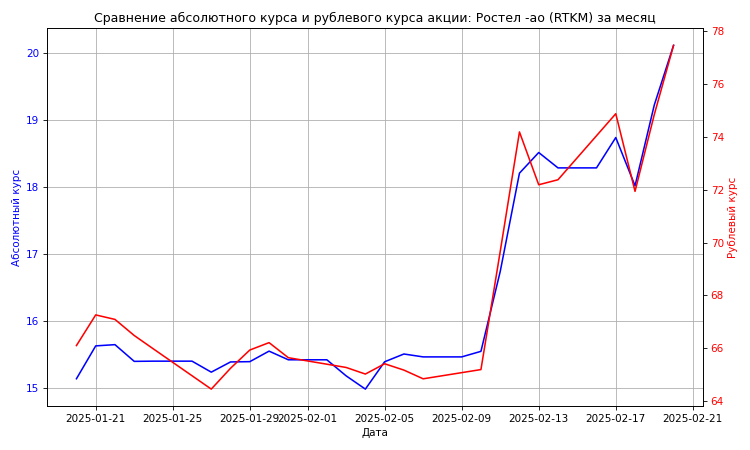 Сравнение абсолютного курса и рублевого курса акции: Ростел -ао (RTKM) за месяц
78
20
76
19
74
18
72
Абсолютный курс
Рублевый курс
17
70
68
16
66
15
64
2025-01-21 2025-01-25 2025-01-29 2025-02-01 2025-02-05 2025-02-09 2025-02-13 2025-02-17 2025-02-21
Дата